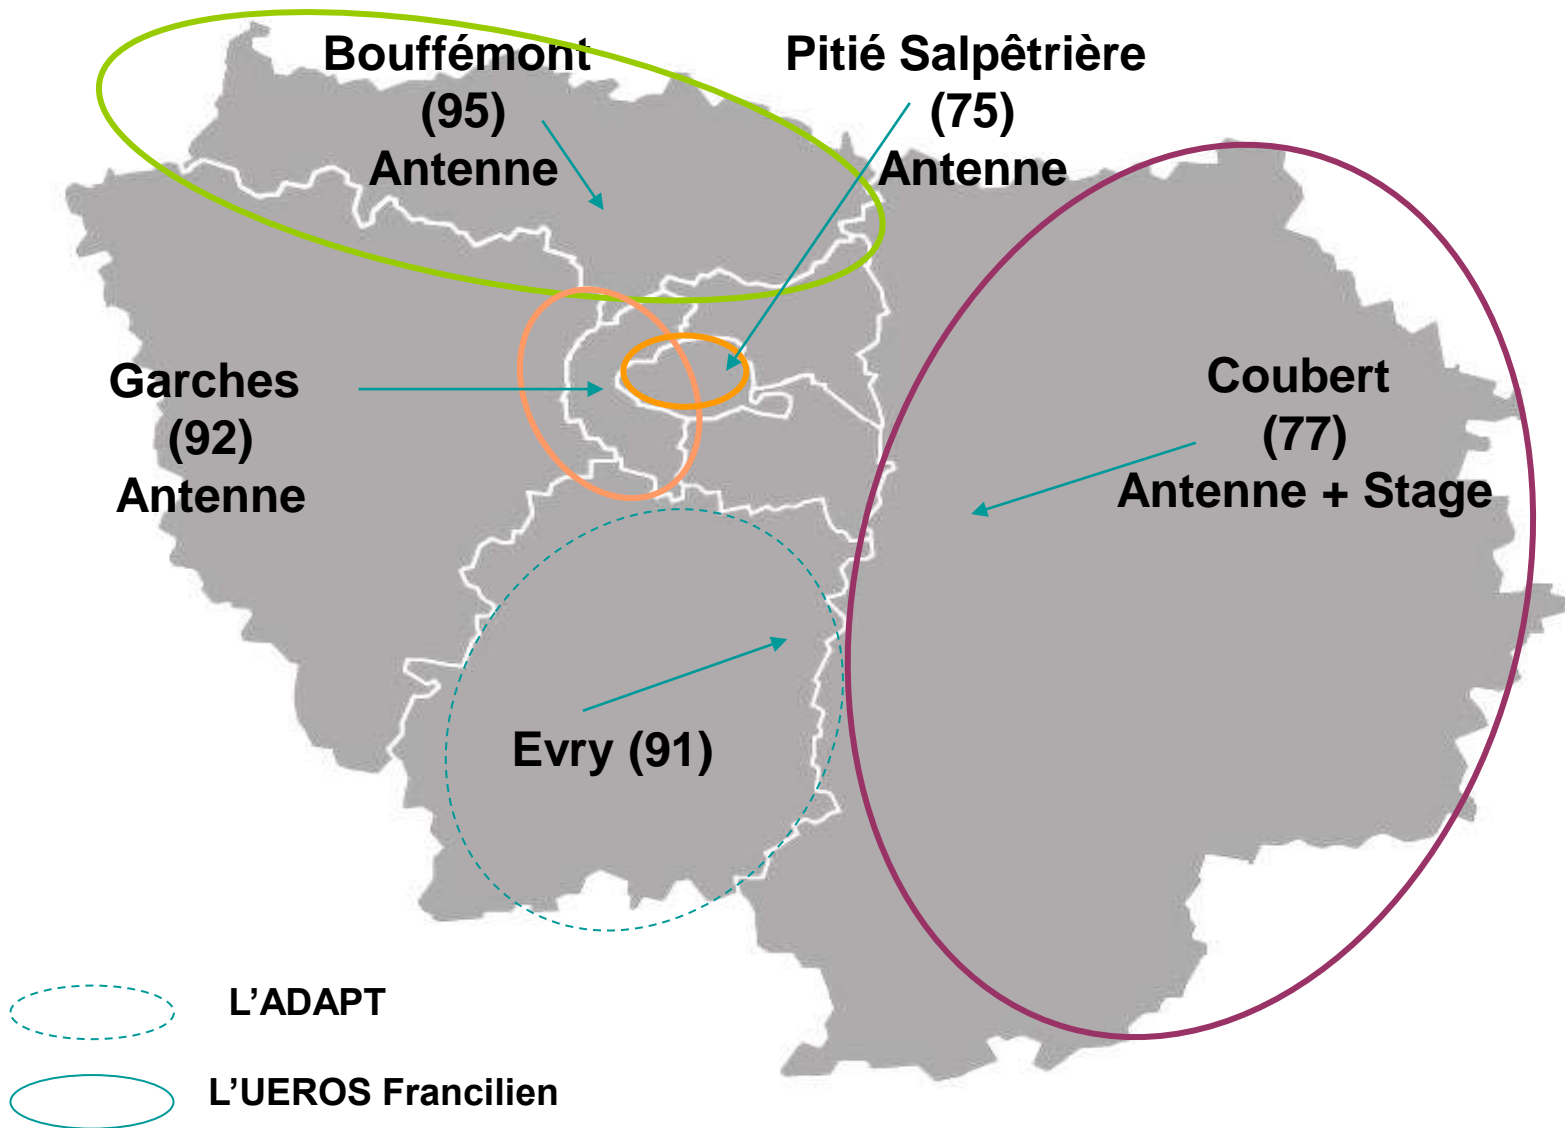 Bouffémont
(95)
Antenne
Pitié Salpêtrière
(75)
Antenne
Garches
(92)
Antenne
Coubert
(77)
Antenne + Stage
Evry (91)
L’ADAPT
L’UEROS Francilien